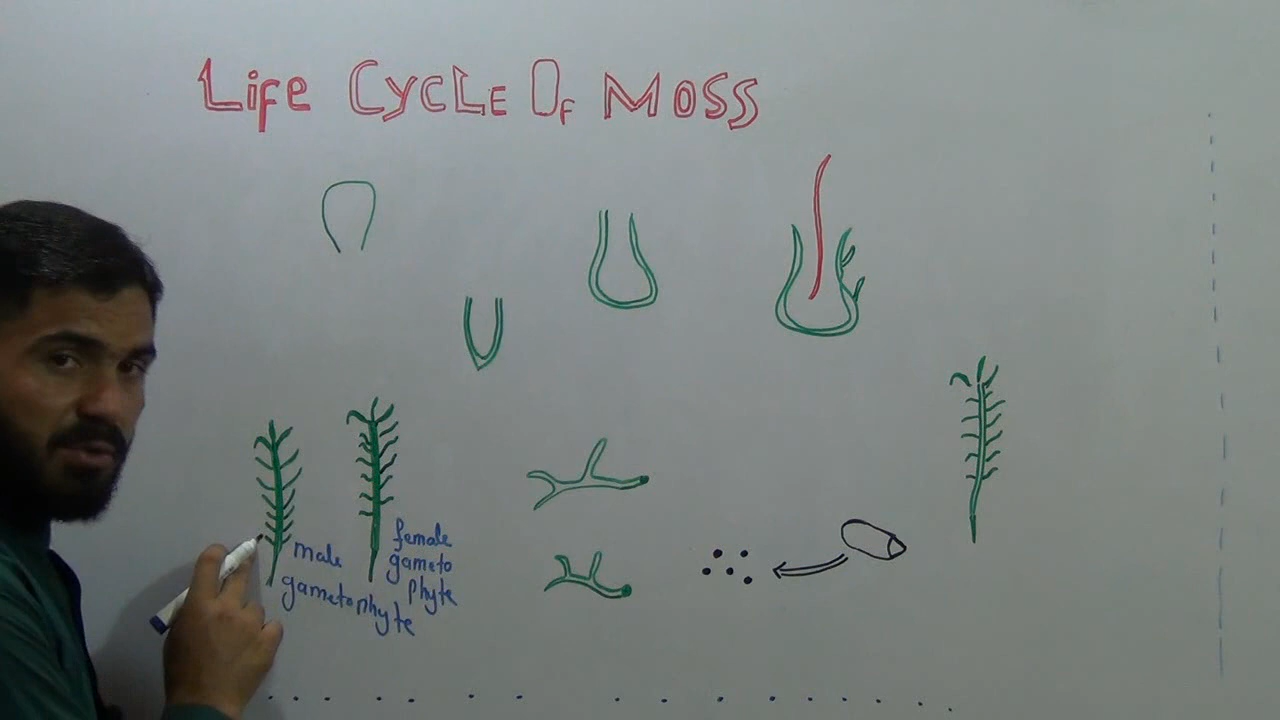 Life Cycle Of Moss
male
gametophyte
female
gameto
phyte